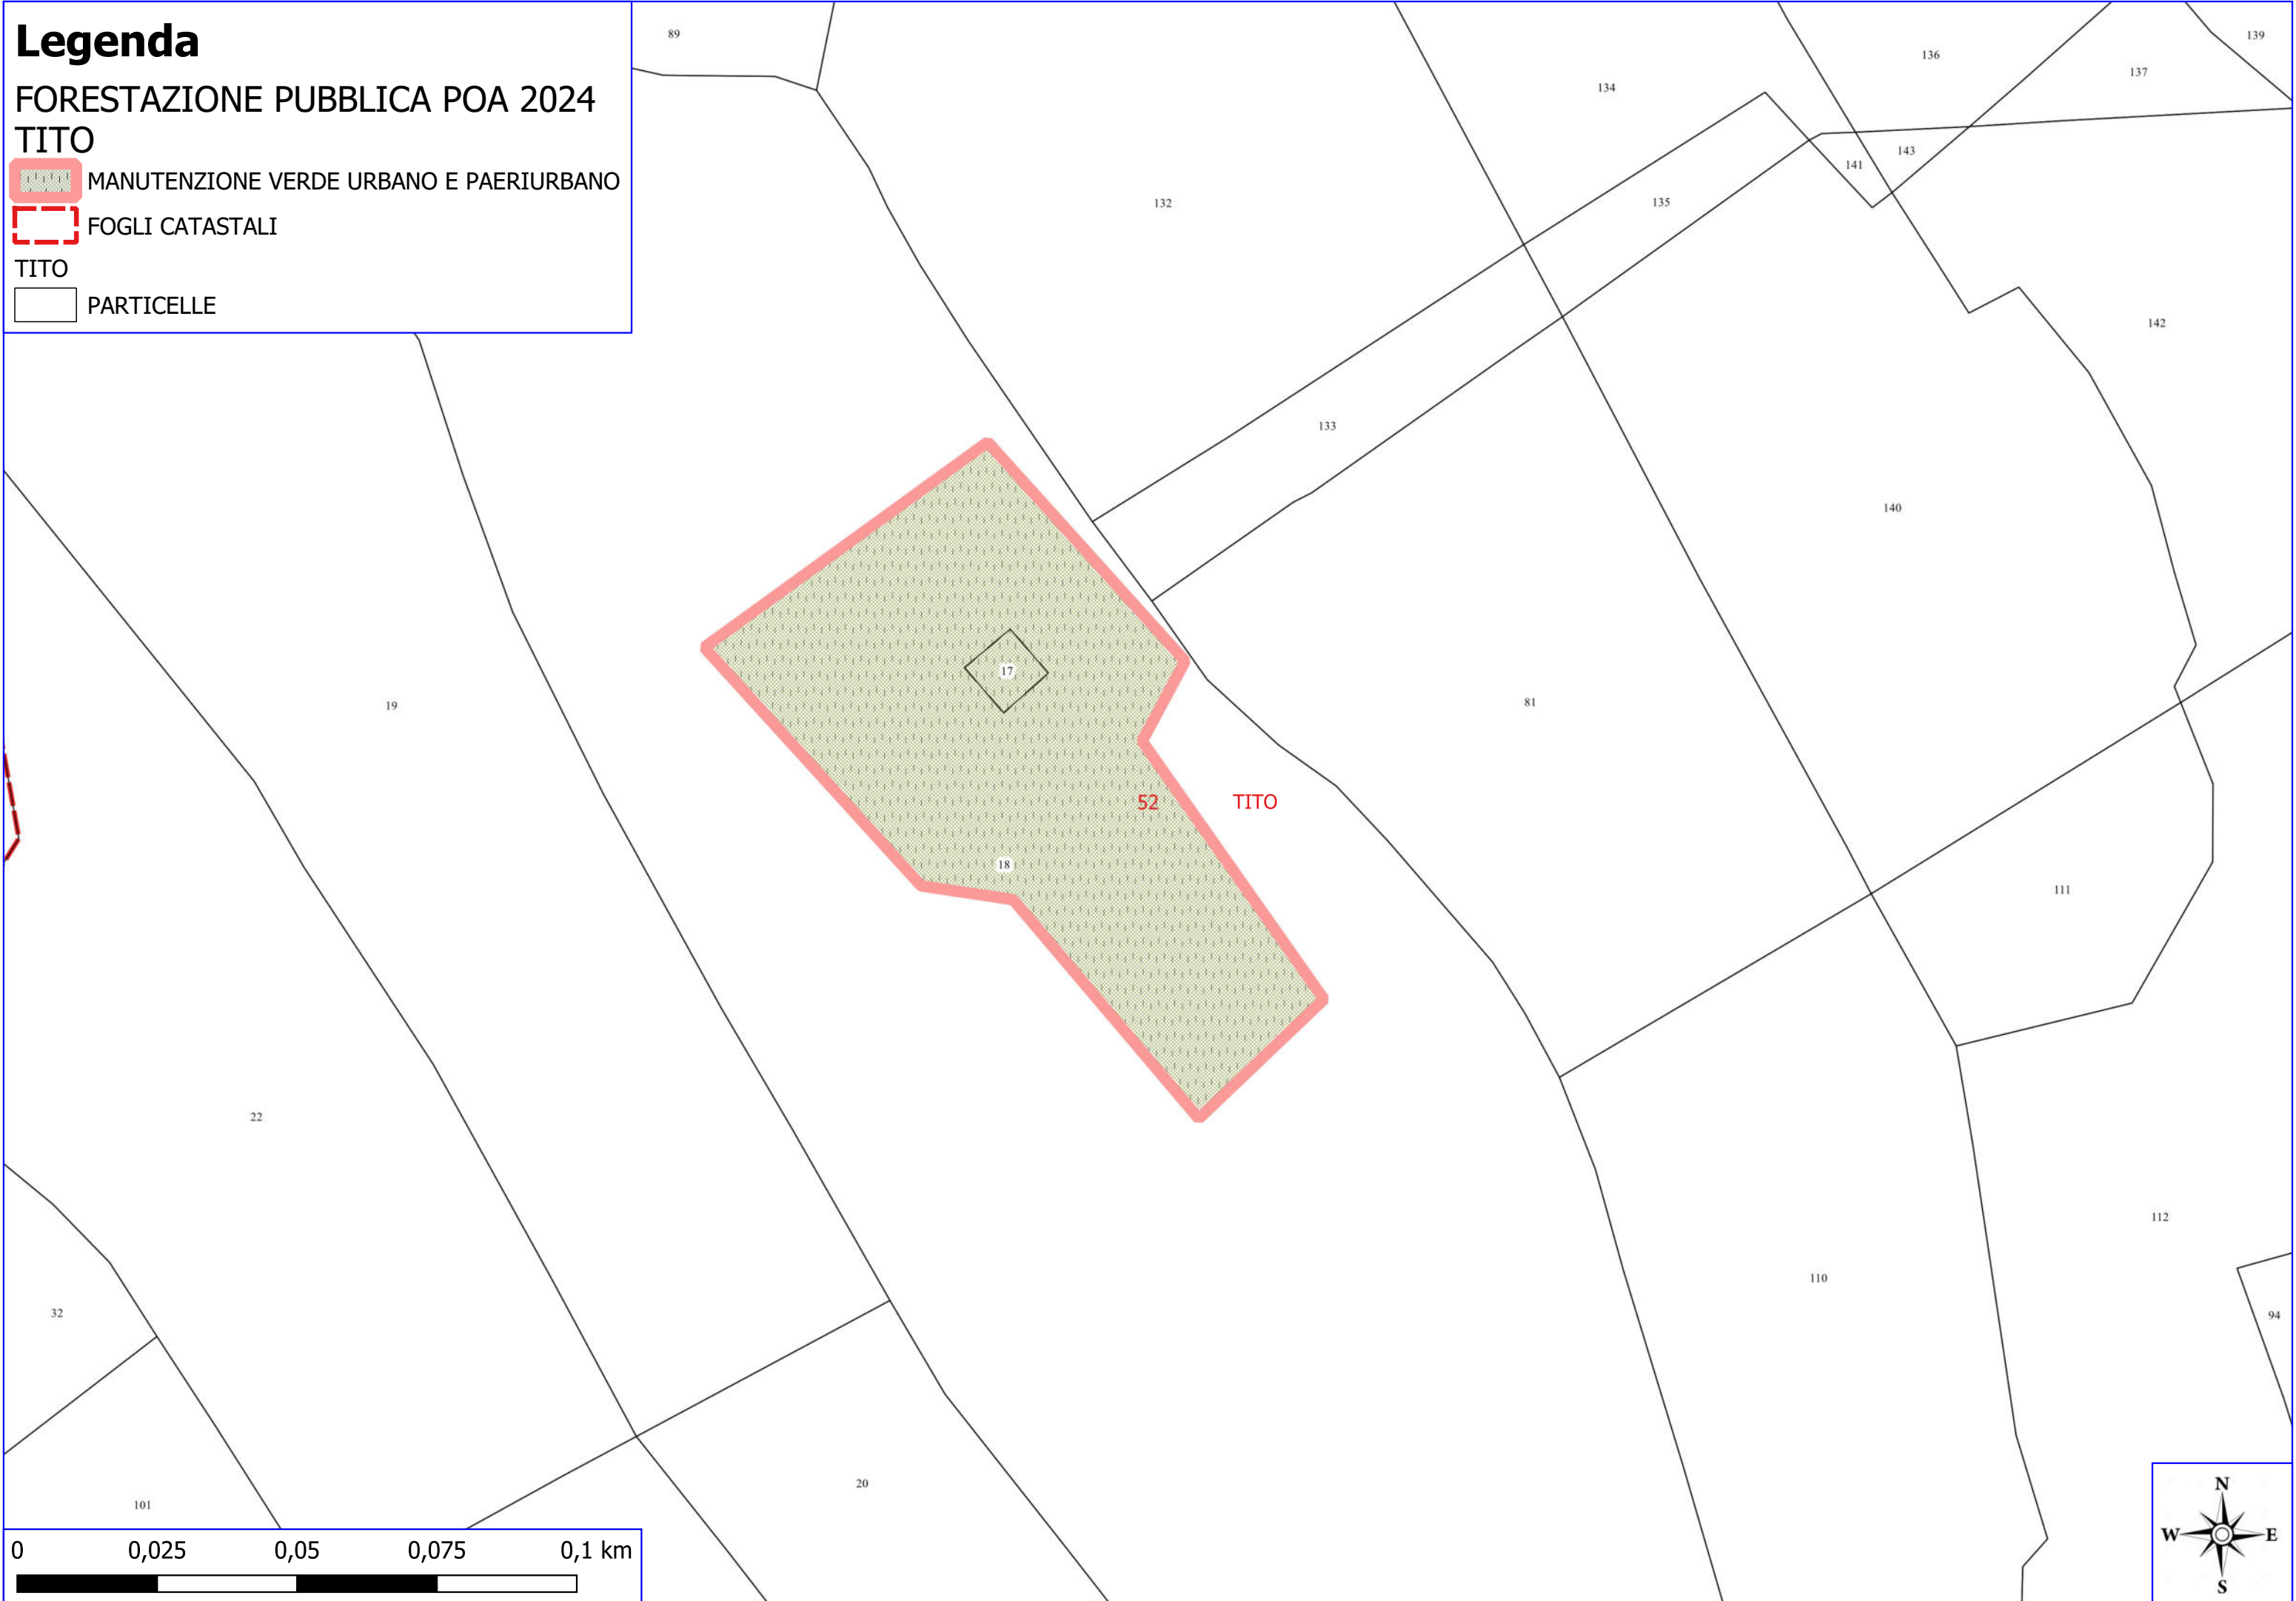 Legenda
FORESTAZIONE PUBBLICA POA 2024
TITO
MANUTENZIONE VERDE URBANO E PAERIURBANO
FOGLI CATASTALI
TITO
PARTICELLE
89
139
136
137
134
143
141
132
135
142
133
140
17
81
19
52 TITO
18
111
22
112
110
32
94
20
101
0 0,025 0,05 0,075 0,1 km
N
W E
S